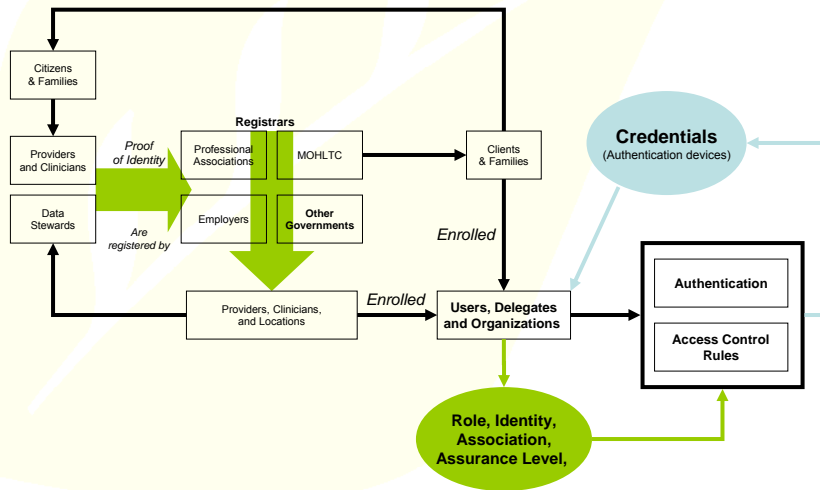 Citizens
& Families
Providers
and Clinicians
Data
Stewards
Proof
of Identity
Are
registered by
Registrars
Professional
Associations
MOHLTC
Employers
Other
Governments
Clients
& Families
Enrolled
Providers, Clinicians,
and Locations
Enrolled
Users, Delegates
and Organizations
Credentials
(Authentication devices)
Authentication
Access Control
Rules
Role, Identity,
Association,
Assurance Level,